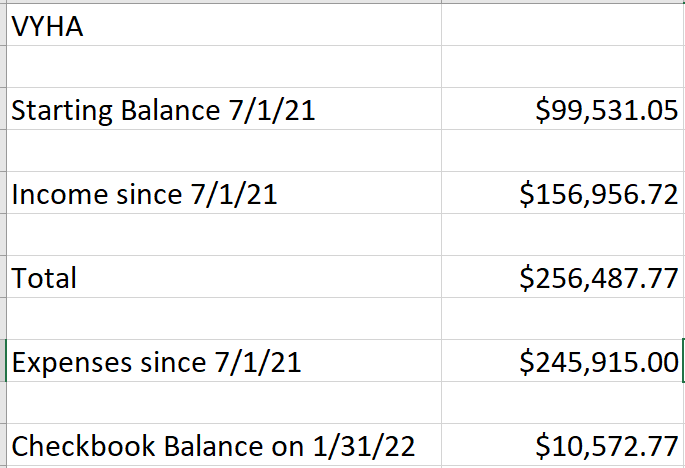 VYHA
Starting Balance 7/1/21 $99,531.05
Income since 7/1/21 $156,956.72
Total $256,487.77
Expenses since 7/1/21 $245,915.00
Checkbook Balance on 1/31/22 $10,572.77